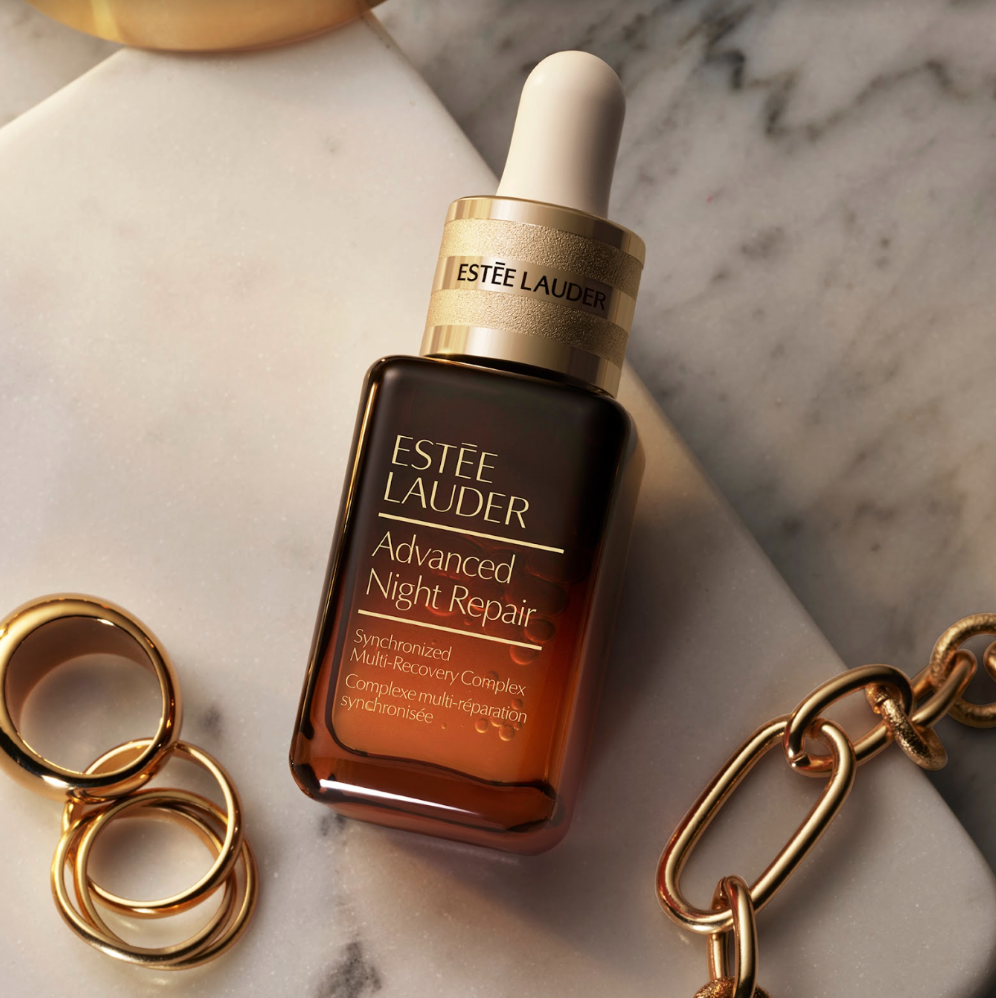 ESTĒE LAUDER
ESTĒE
LAUDER
Advanced
Night Repair
Synchronized
Multi-Recovery Complex
Complexe multi-réparation
synchronisée